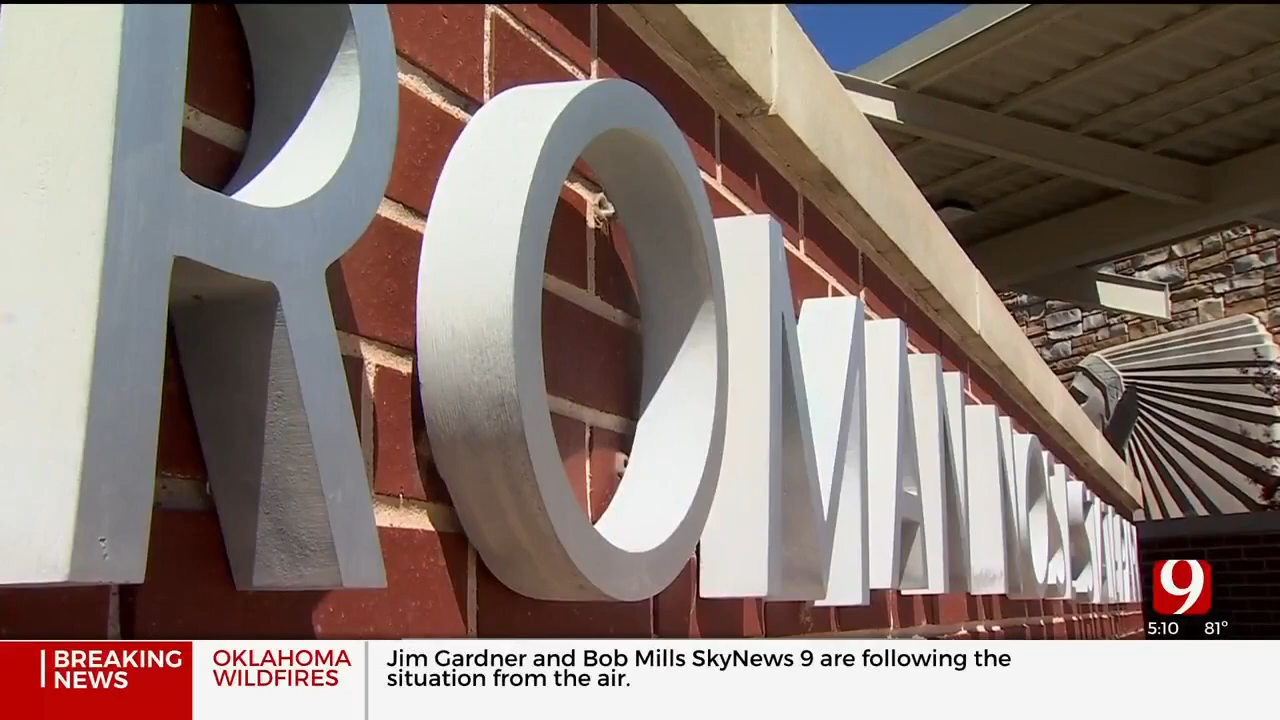 ROMAN NOSE
9
5:10 81°
BREAKING
NEWS
OKLAHOMA
WILDFIRES
Jim Gardner and Bob Mills SkyNews 9 are following the
situation from the air.